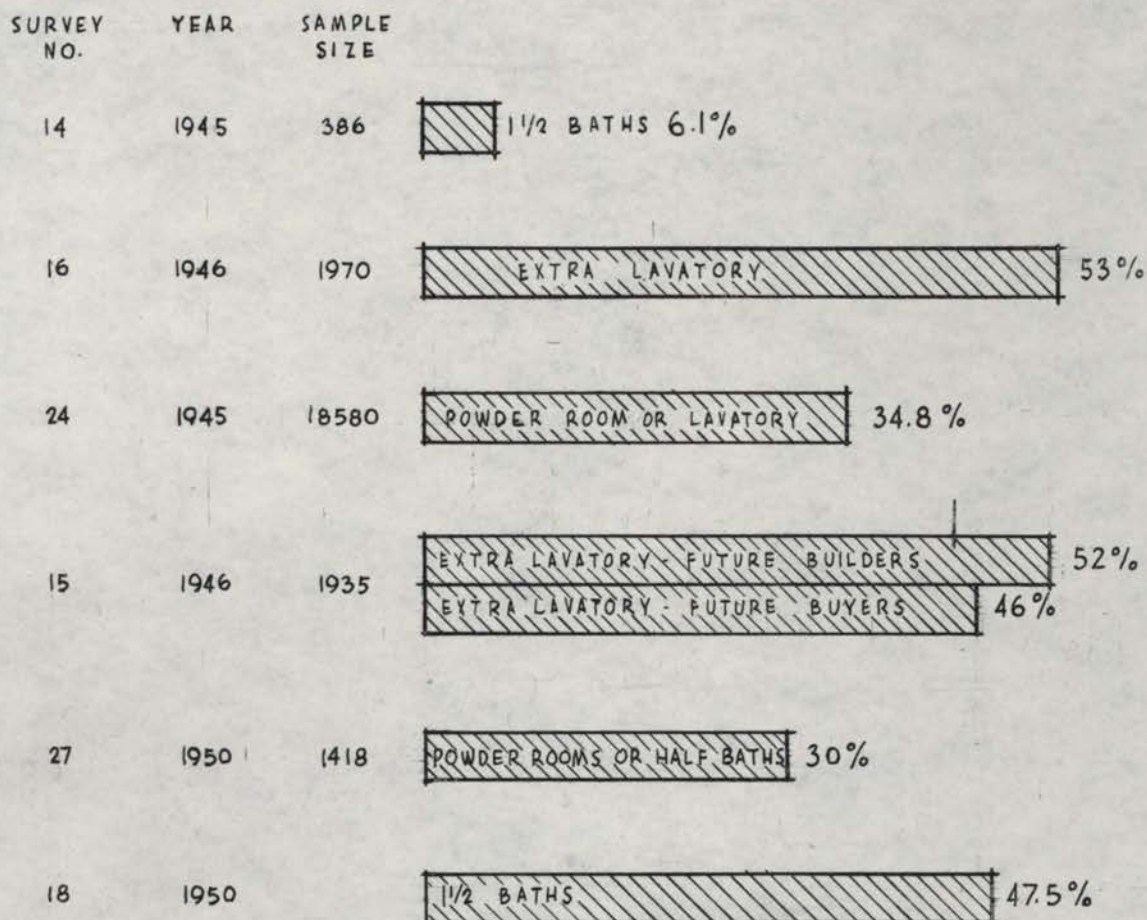 SURVEY NO. YEAR SAMPLE SIZE
14 1945 386 1 1/2 BATHS 6.1%
16 1946 1970 EXTRA LAVATORY 53%
24 1945 18580 POWDER ROOM OR LAVATORY 34.8%
15 1946 1935 EXTRA LAVATORY - FUTURE BUILDERS 52%
EXTRA LAVATORY - FUTURE BUYERS 46%
27 1950 1418 POWDER ROOMS OR HALF BATHS 30%
18 1950 1 1/2 BATHS 47.5%